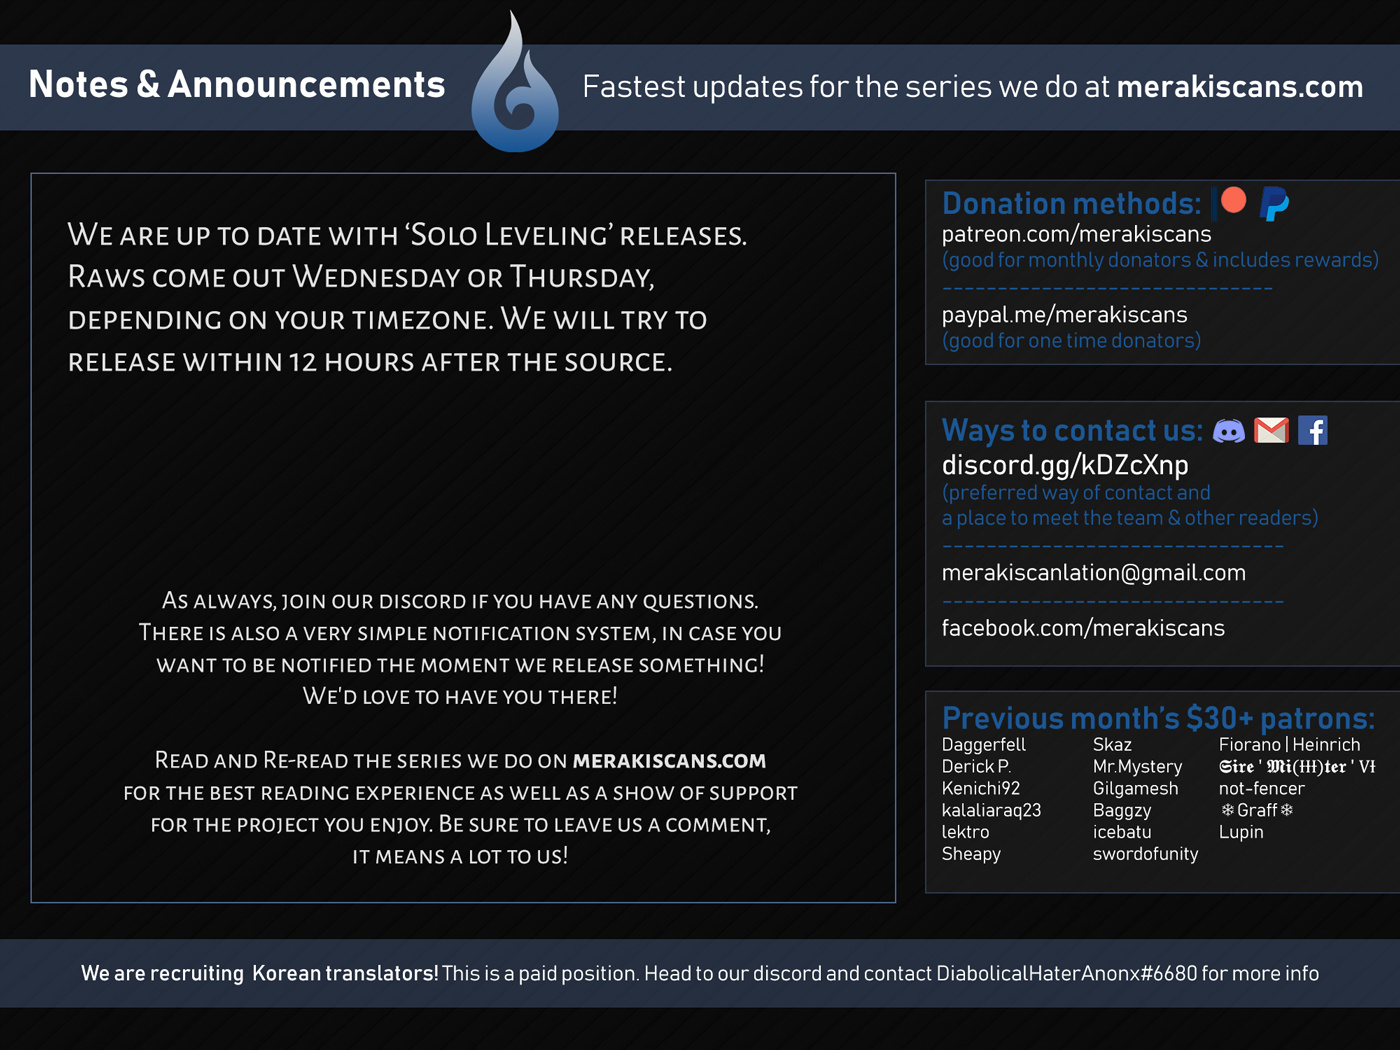 Notes & Announcements
Fastest updates for the series we do at merakiscans.com
We are up to date with ‘Solo Leveling’ releases.
Raws come out Wednesday or Thursday,
depending on your timezone. We will try to
release within 12 hours after the source.
As always, join our discord if you have any questions.
There is also a very simple notification system, in case you
want to be notified the moment we release something!
We'd love to have you there!
Read and Re-read the series we do on merakiscans.com
for the best reading experience as well as a show of support
for the project you enjoy. Be sure to leave us a comment,
it means a lot to us!
Donation methods:
patreon.com/merakiscans
(good for monthly donators & includes rewards)
------------------------------
paypal.me/merakiscans
(good for one time donators)
Ways to contact us:
discord.gg/kDZcXnp
(preferred way of contact and
a place to meet the team & other readers)
-------------------------------
merakiscanlation@gmail.com
-------------------------------
facebook.com/merakiscans
Previous month’s $30+ patrons:
Daggerfell Skaz Fiorano | Heinrich
Derick P. Mr.Mystery 𝕾𝖎𝖗𝖊 ' 𝕸𝖎(ƗƗƗ)𝖙𝖊𝖗 ' VƗ
Kenichi92 Gilgamesh not-fencer
kalaliaraq23 Baggzy ❄Graff❄
lektro icebatu Lupin
Sheapy swordofunity
We are recruiting Korean translators! This is a paid position. Head to our discord and contact DiabolicalHaterAnonx#6680 for more info